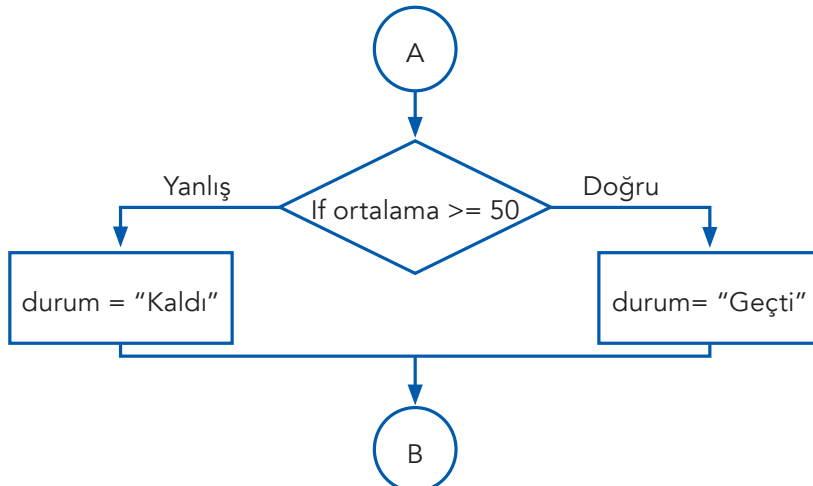 A
Yanlış
Doğru
If ortalama >= 50
durum = “Kaldı”
durum= “Geçti”
B